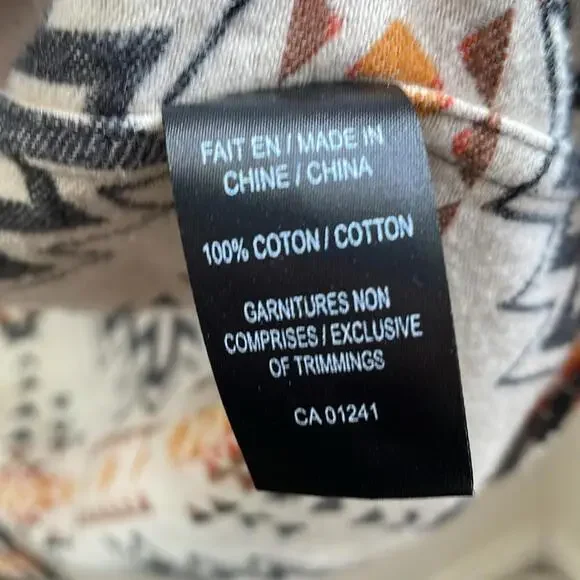 FAIT EN / MADE IN
CHINE / CHINA
100% COTON / COTTON
GARNITURES NON
COMPRISES / EXCLUSIVE
OF TRIMMINGS
CA 01241